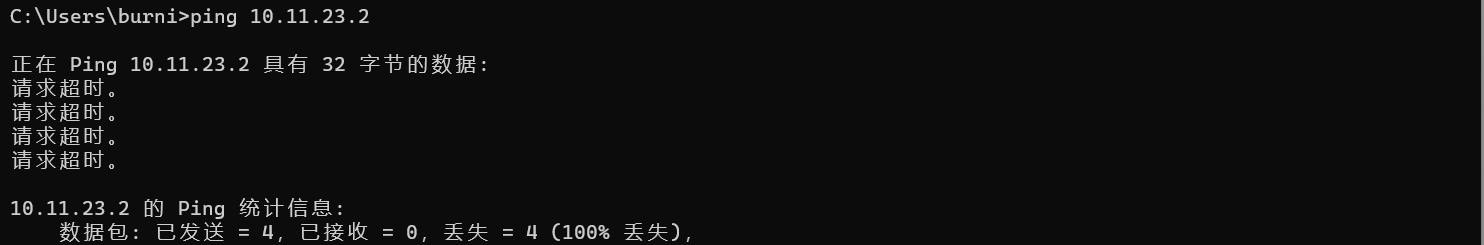 C:\Users\burni>ping 10.11.23.2
正在 Ping 10.11.23.2 具有 32 字节的数据:
请求超时。
请求超时。
请求超时。
请求超时。
10.11.23.2 的 Ping 统计信息:
数据包: 已发送 = 4, 已接收 = 0, 丢失 = 4 (100% 丢失),